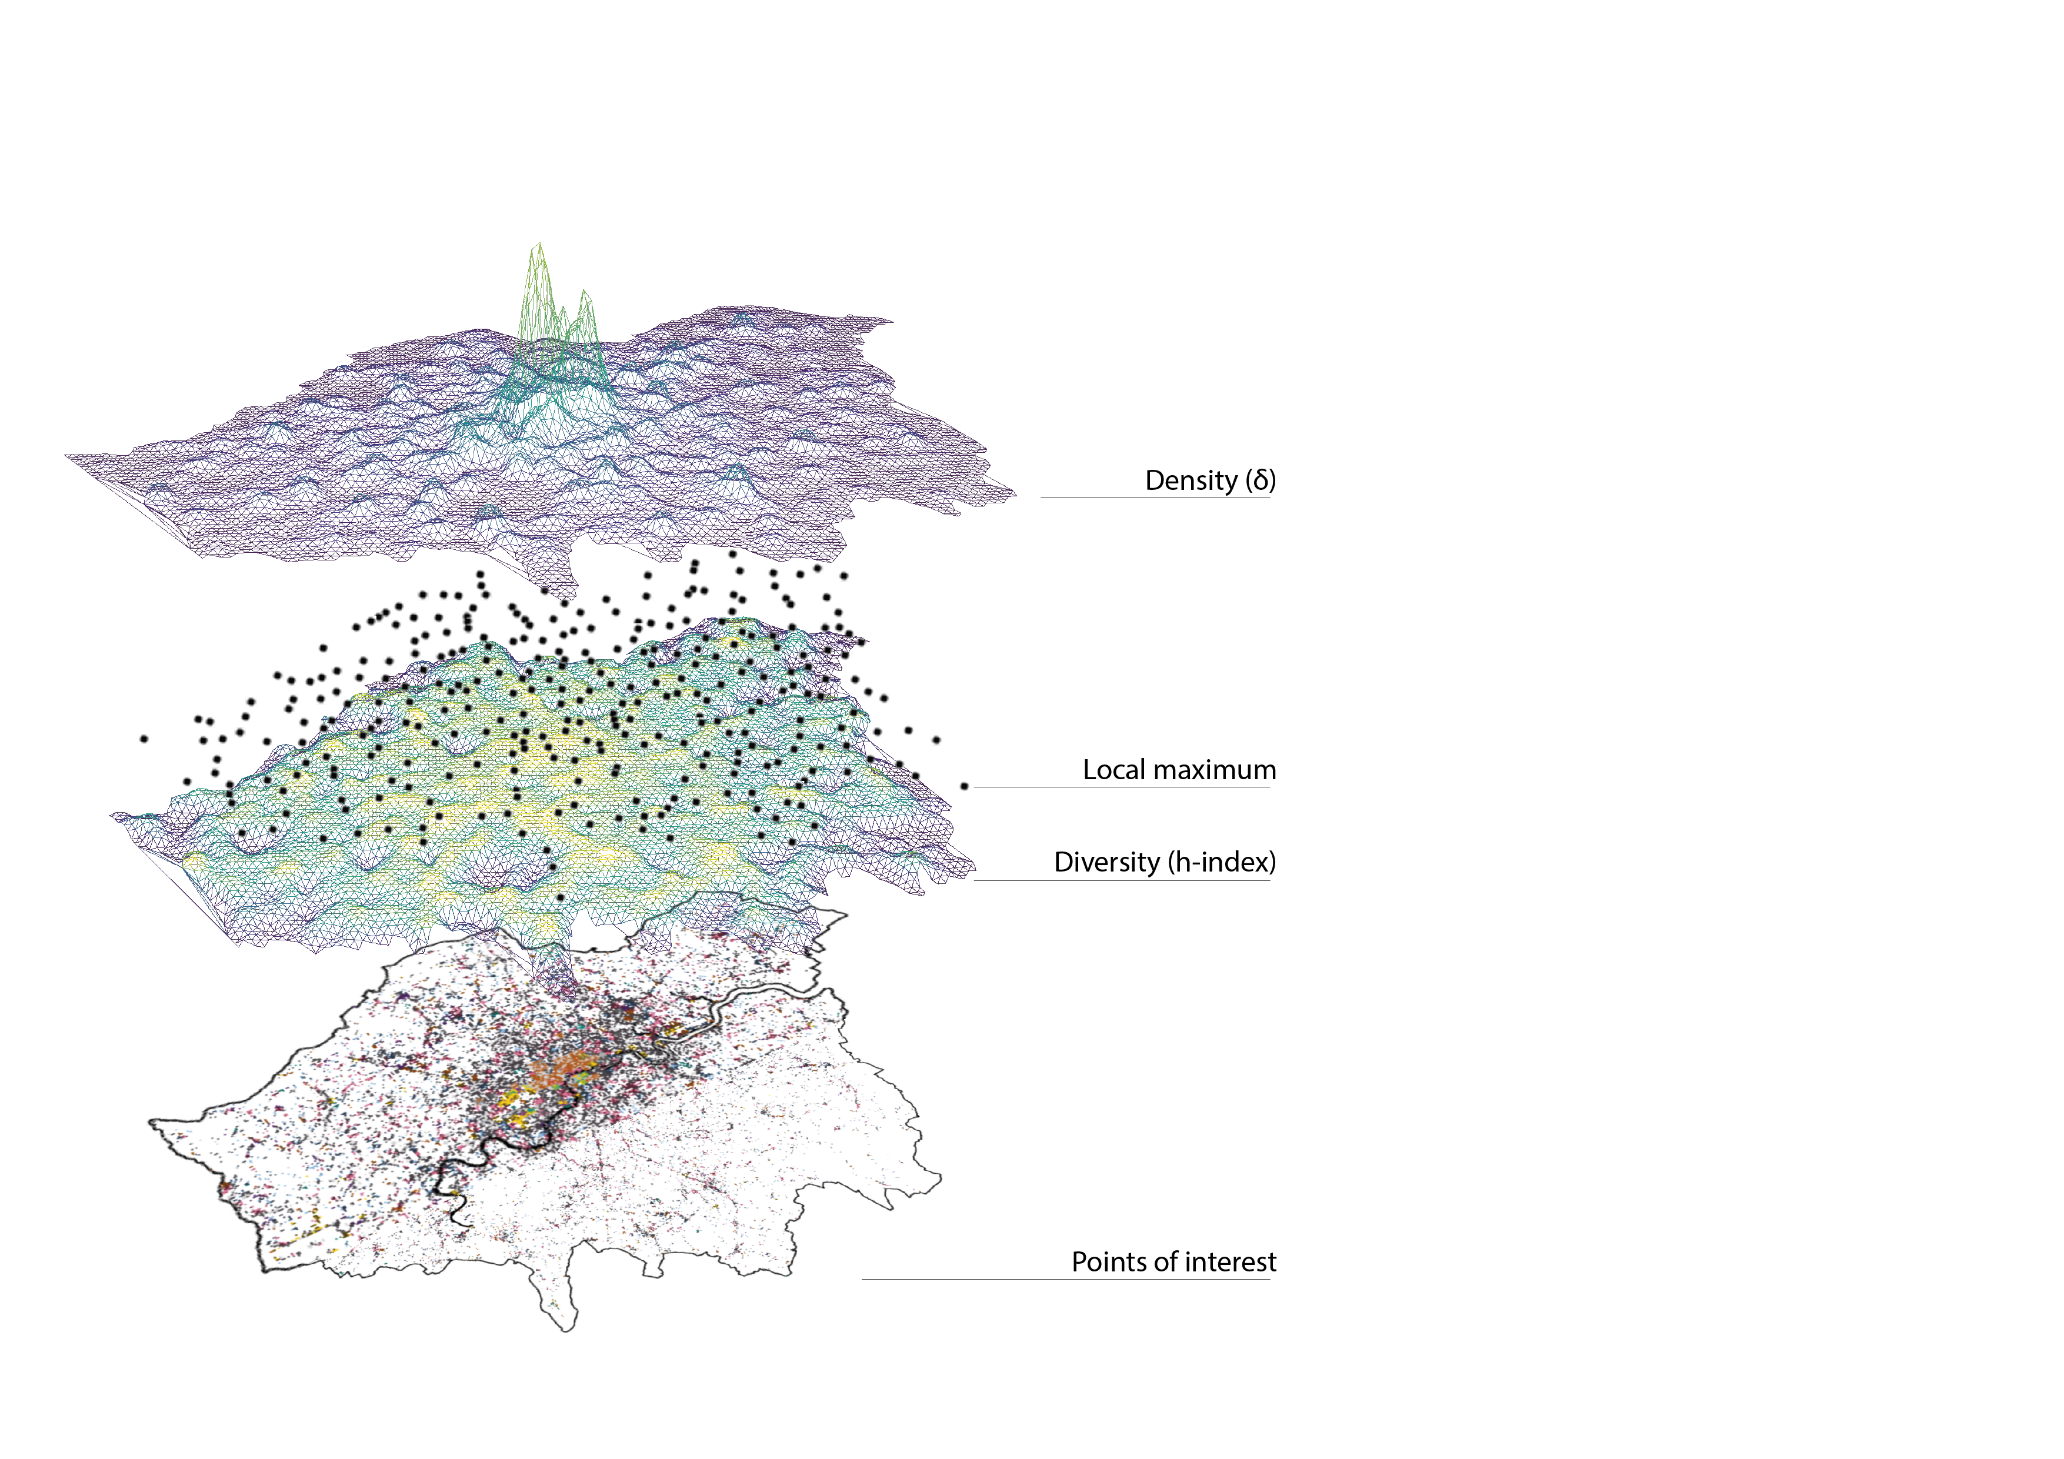 Density (δ)
Local maximum
Diversity (h-index)
Points of interest